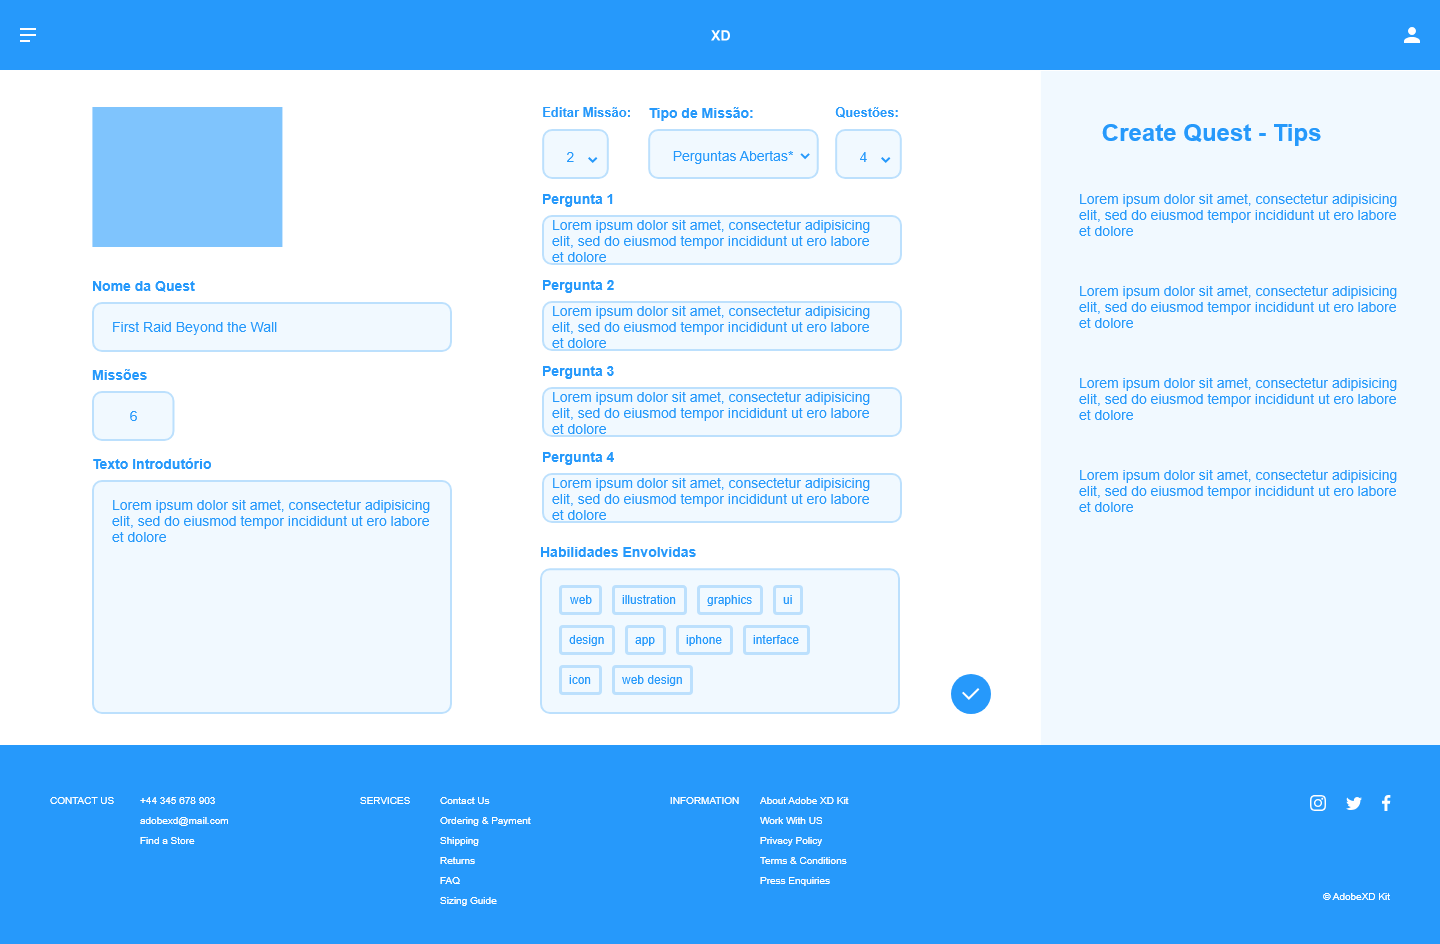 XD
Nome da Quest
First Raid Beyond the Wall
Missões
6
Texto Introdutório
Lorem ipsum dolor sit amet, consectetur adipisicing
elit, sed do eiusmod tempor incididunt ut ero labore
et dolore
Editar Missão:
2
Tipo de Missão:
Perguntas Abertas*
Questões:
4
Pergunta 1
Lorem ipsum dolor sit amet, consectetur adipisicing
elit, sed do eiusmod tempor incididunt ut ero labore
et dolore
Pergunta 2
Lorem ipsum dolor sit amet, consectetur adipisicing
elit, sed do eiusmod tempor incididunt ut ero labore
et dolore
Pergunta 3
Lorem ipsum dolor sit amet, consectetur adipisicing
elit, sed do eiusmod tempor incididunt ut ero labore
et dolore
Pergunta 4
Lorem ipsum dolor sit amet, consectetur adipisicing
elit, sed do eiusmod tempor incididunt ut ero labore
et dolore
Habilidades Envolvidas
web illustration graphics ui
design app iphone interface
icon web design
Create Quest - Tips
Lorem ipsum dolor sit amet, consectetur adipisicing
elit, sed do eiusmod tempor incididunt ut ero labore
et dolore
Lorem ipsum dolor sit amet, consectetur adipisicing
elit, sed do eiusmod tempor incididunt ut ero labore
et dolore
Lorem ipsum dolor sit amet, consectetur adipisicing
elit, sed do eiusmod tempor incididunt ut ero labore
et dolore
Lorem ipsum dolor sit amet, consectetur adipisicing
elit, sed do eiusmod tempor incididunt ut ero labore
et dolore
CONTACT US
+44 345 678 903
adobexd@mail.com
Find a Store
SERVICES
Contact Us
Ordering & Payment
Shipping
Returns
FAQ
Sizing Guide
INFORMATION
About Adobe XD Kit
Work With US
Privacy Policy
Terms & Conditions
Press Enquiries
© AdobeXD Kit